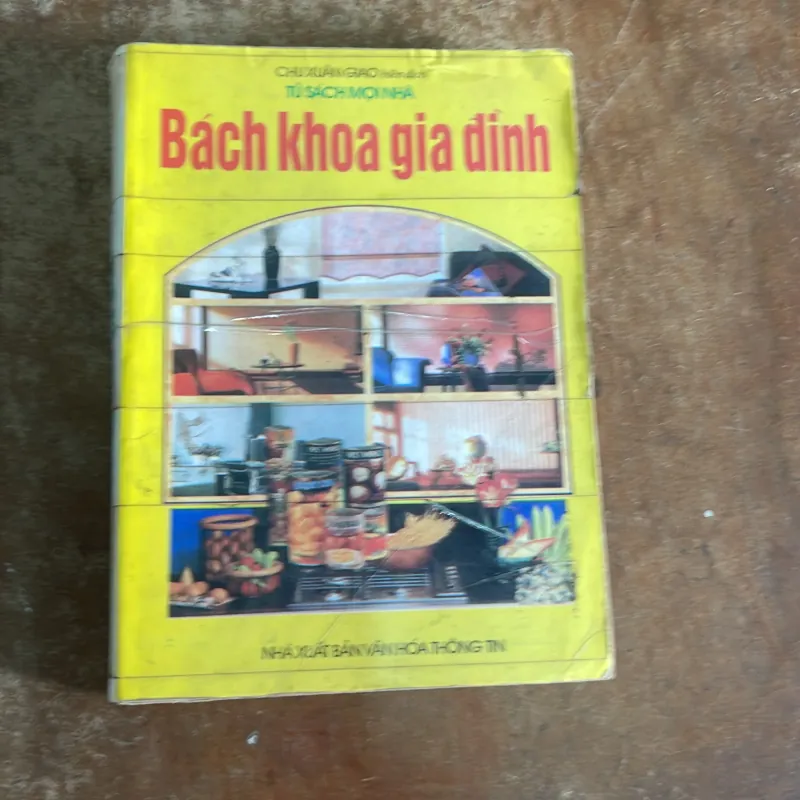 CHU XUÂN GIAO
TỦ SÁCH MỌI NHÀ
Bách khoa gia đình
NHÀ XUẤT BẢN VĂN HÓA THÔNG TIN